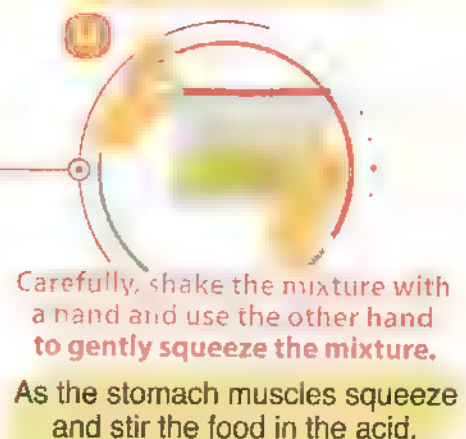 Carefully, shake the mixture with
a hand and use the other hand
to gently squeeze the mixture.
As the stomach muscles squeeze
and stir the food in the acid.